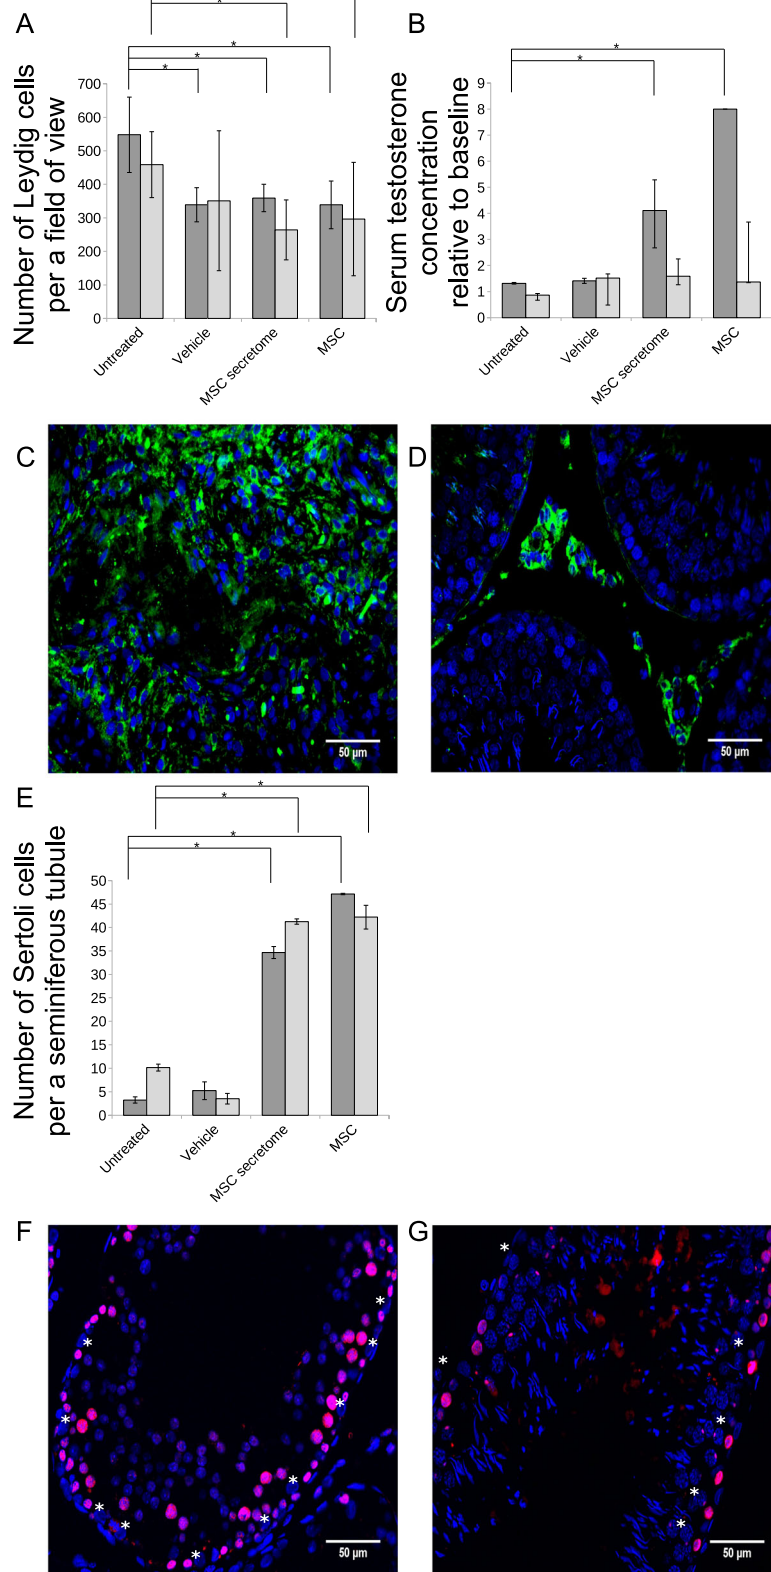 A
*
*
*
Number of Leydig cells
per a field of view
700
600
500
400
300
200
100
0
Untreated
Vehicle
MSC secretome
MSC
B
*
*
Serum testosterone
concentration
relative to baseline
9
8
7
6
5
4
3
2
1
0
Untreated
Vehicle
MSC secretome
MSC
C
50 µm
D
50 µm
E
*
*
*
*
Number of Sertoli cells
per a seminiferous tubule
50
45
40
35
30
25
20
15
10
5
0
Untreated
Vehicle
MSC secretome
MSC
F
* * * * * * * * * *
50 µm
G
* * * * * *
50 µm